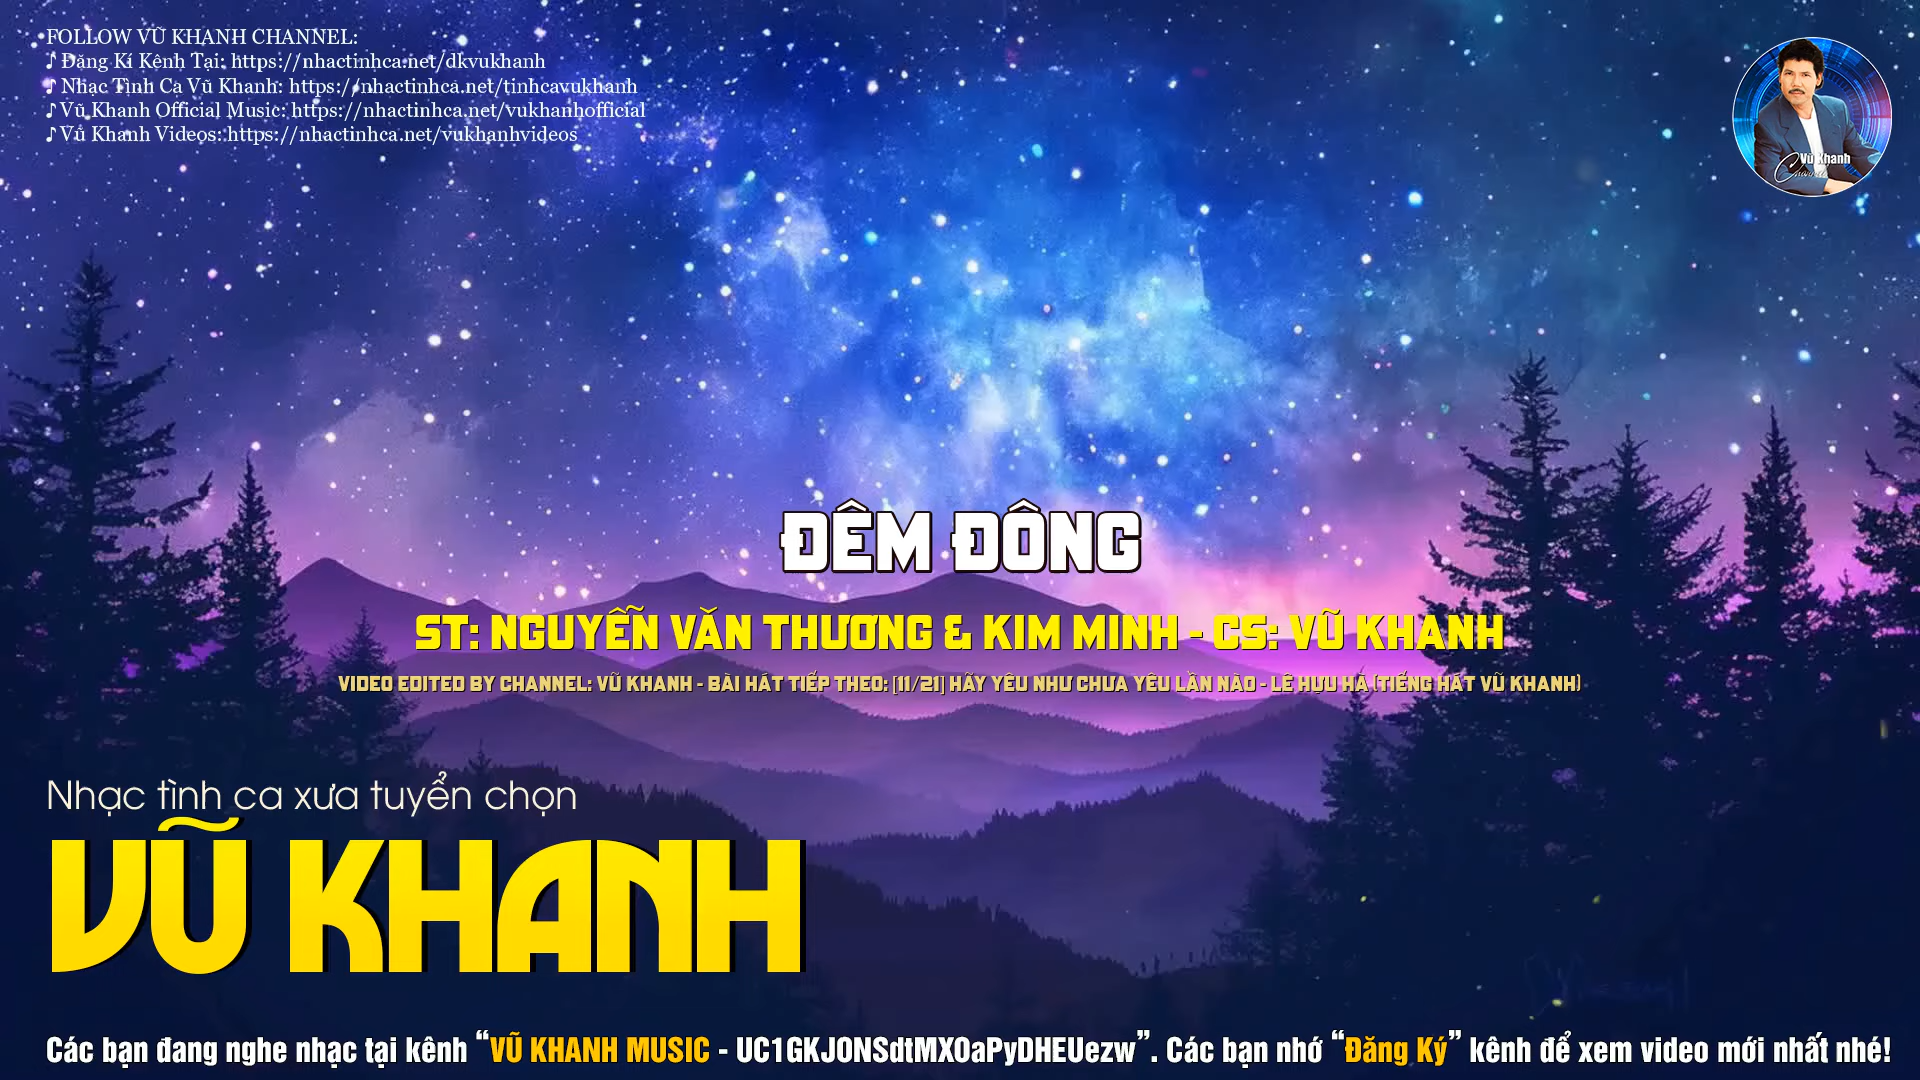 FOLLOW VŨ KHANH CHANNEL:
♪ Đăng Kí Kênh Tại: https://nhactinhca.net/dkvukhanh
♪ Nhạc Tình Ca Vũ Khanh: https://nhactinhca.net/tinhcavukhanh
♪ Vũ Khanh Official Music: https://nhactinhca.net/vukhanhofficial
♪ Vũ Khanh Videos: https://nhactinhca.net/vukhanhvideos
Vũ Khanh
Channel
ĐÊM ĐÔNG
ST: NGUYỄN VĂN THƯƠNG & KIM MINH - CS: VŨ KHANH
VIDEO EDITED BY CHANNEL: VŨ KHANH - BÀI HÁT TIẾP THEO: [11/21] HÃY YÊU NHƯ CHƯA YÊU LẦN NÀO - LÊ HỰU HÀ (TIẾNG HÁT VŨ KHANH)
Nhạc tình ca xưa tuyển chọn
VŨ KHANH
Các bạn đang nghe nhạc tại kênh “VŨ KHANH MUSIC - UC1GKJ0NSdtMX0aPyDHEUezw”. Các bạn nhớ “Đăng Ký” kênh để xem video mới nhất nhé!